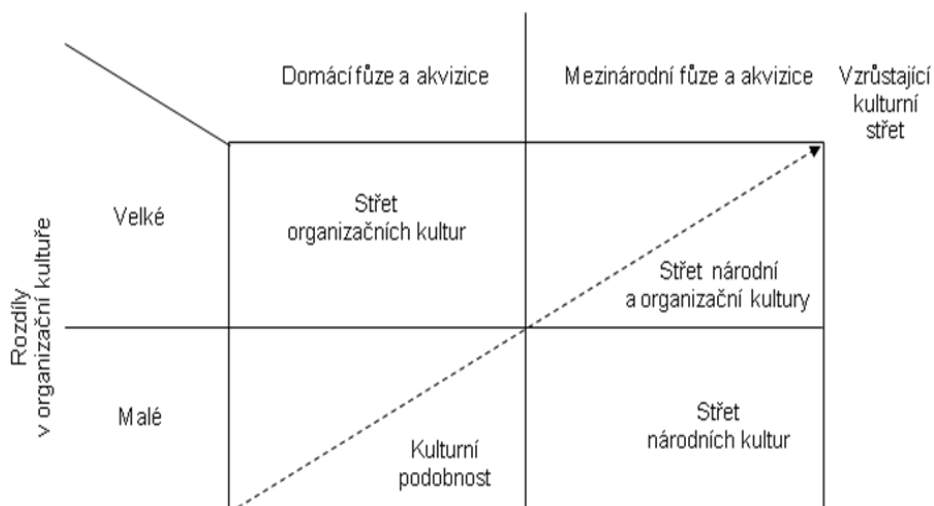 Domácí fůze a akvizice
Mezinárodní fůze a akvizice
Vzrůstající
kulturní
střet
Rozdíly
v organizační kultuře
Velké
Střet
organizačních kultur
Střet národní
a organizační kultury
Malé
Kulturní
podobnost
Střet
národních kultur